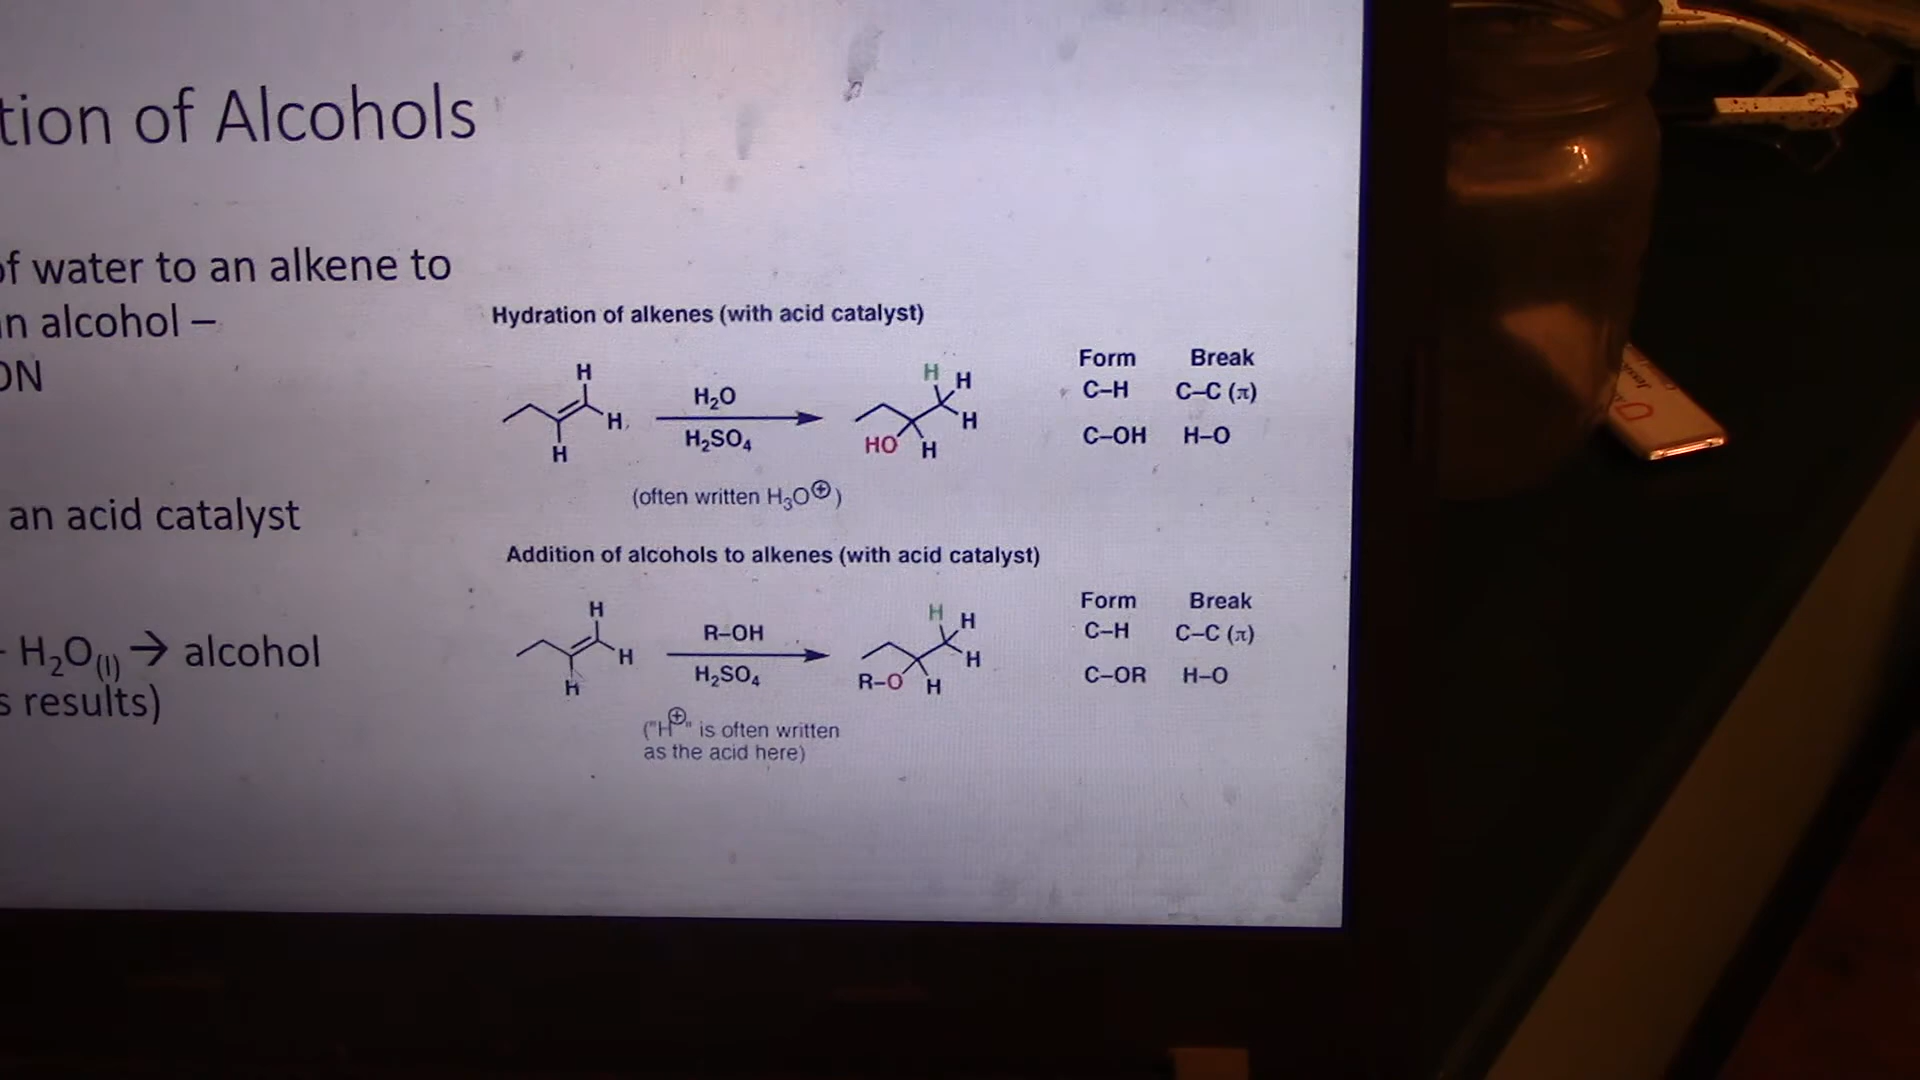 tion of Alcohols
of water to an alkene to
n alcohol –
ON
an acid catalyst
H₂O(l) → alcohol
s results)
Hydration of alkenes (with acid catalyst)
H
H
H
H₂O
H₂SO₄
H
H
H
HO
H
(often written H₃O⊕)
Form Break
C–H C–C (π)
C–OH H–O
Addition of alcohols to alkenes (with acid catalyst)
H
H
H
R–OH
H₂SO₄
H
H
H
R–O
H
("H⊕" is often written
as the acid here)
Form Break
C–H C–C (π)
C–OR H–O